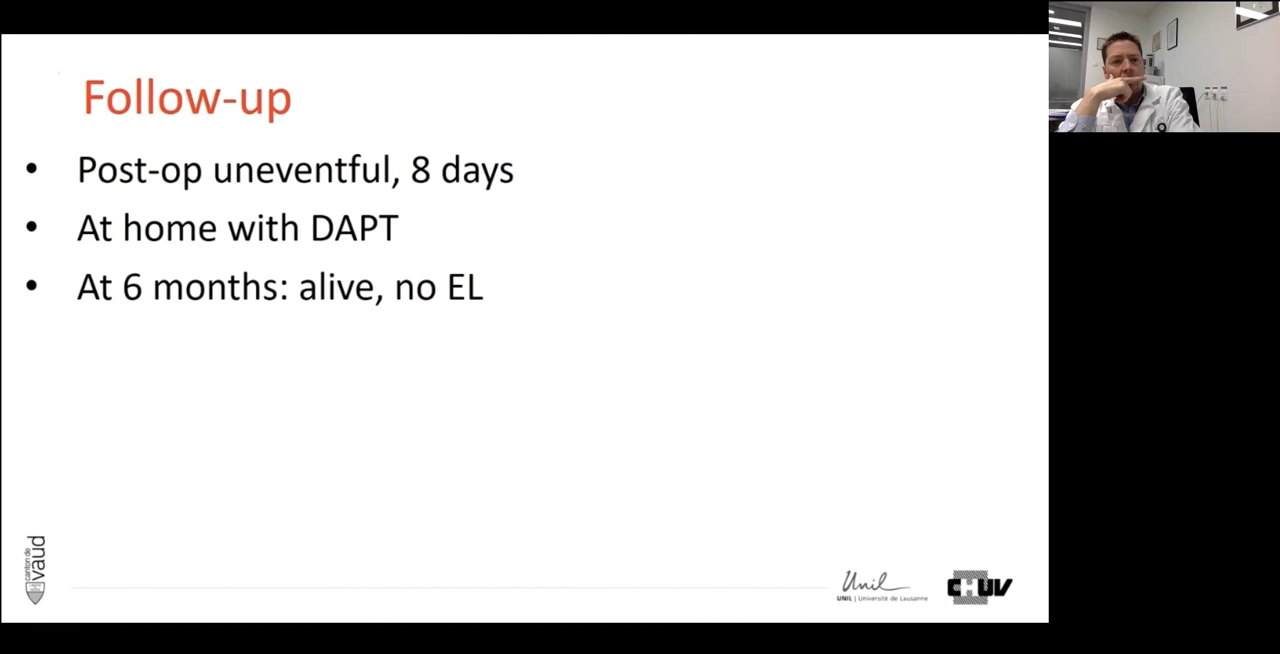 Follow-up
• Post-op uneventful, 8 days
• At home with DAPT
• At 6 months: alive, no EL
canton de
vaud
Unil
UNIL | Université de Lausanne
CHUV